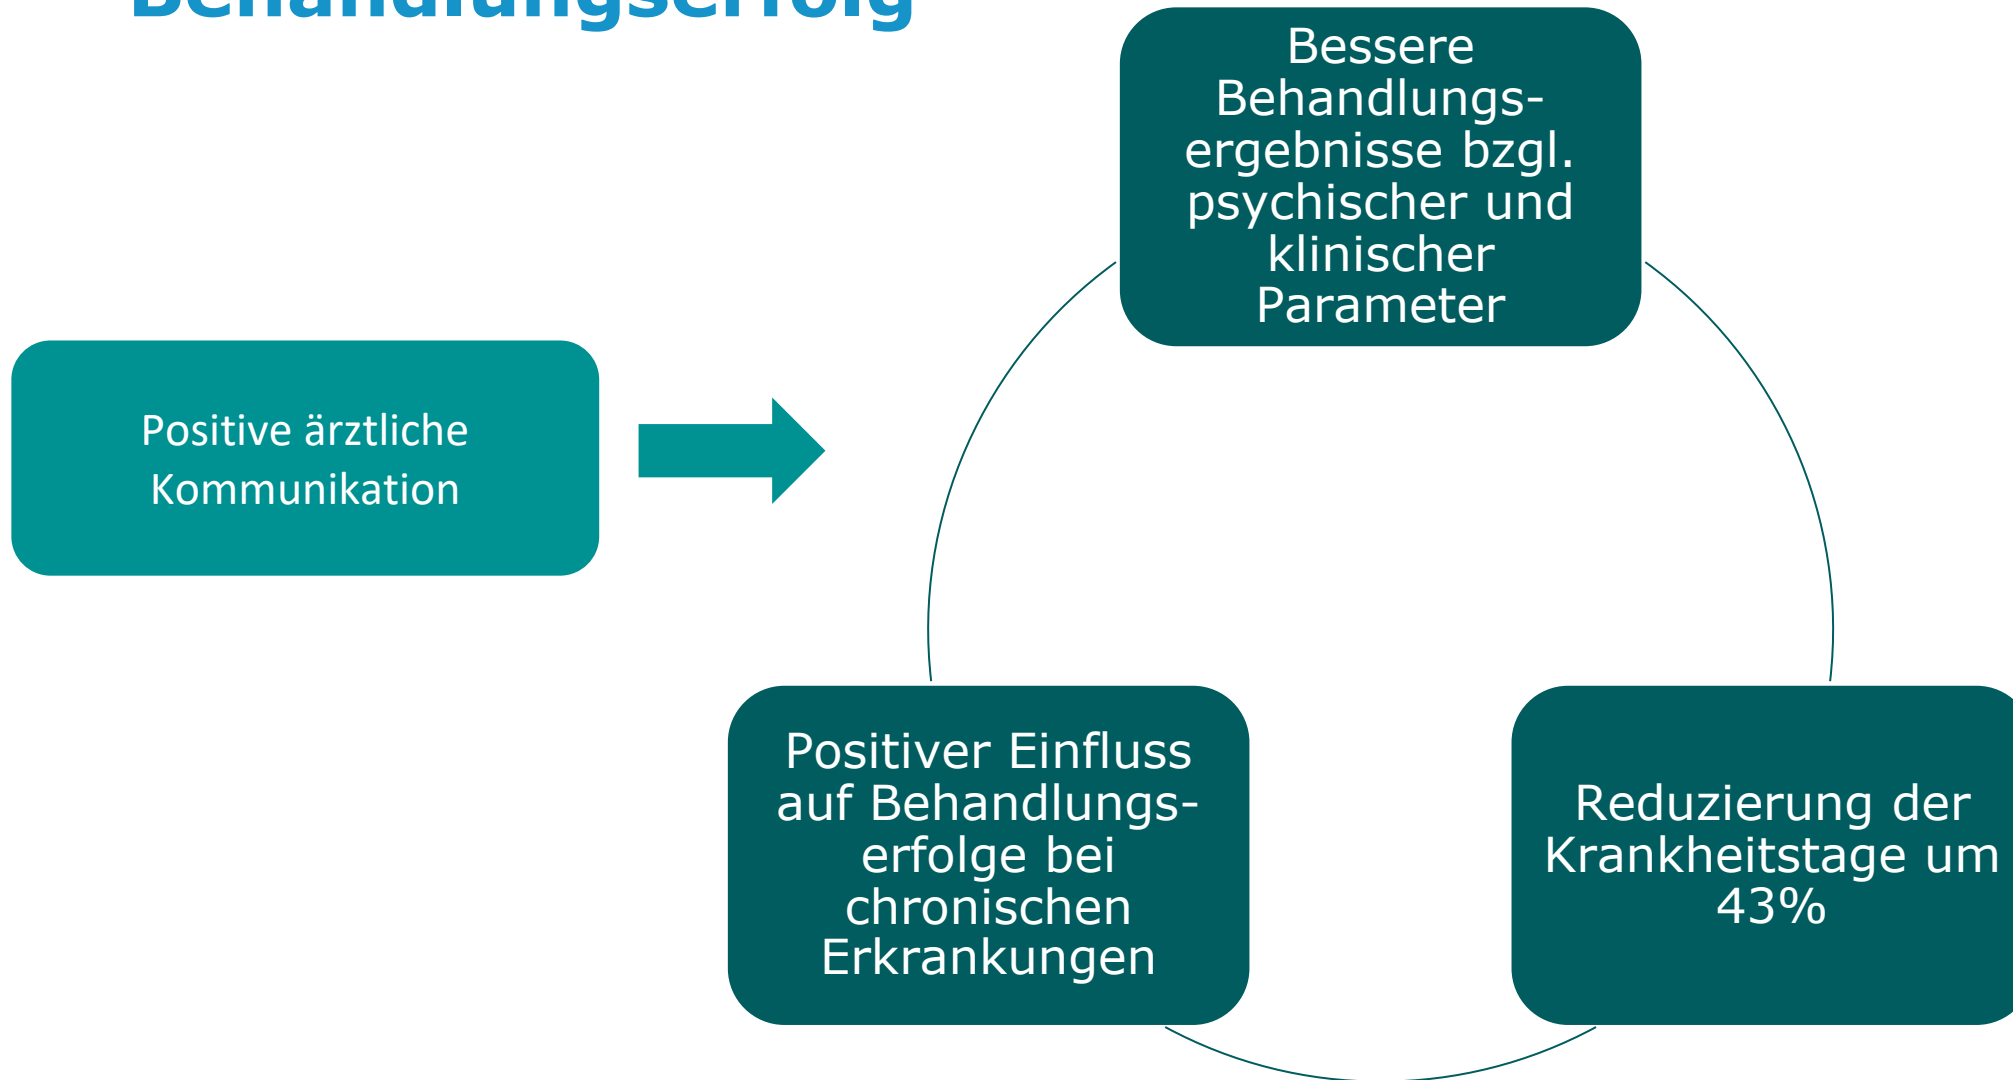 Behandlungserfolg
Bessere
Behandlungs-
ergebnisse bzgl.
psychischer und
klinischer
Parameter
Positive ärztliche
Kommunikation
Positiver Einfluss
auf Behandlungs-
erfolge bei
chronischen
Erkrankungen
Reduzierung der
Krankheitstage um
43%